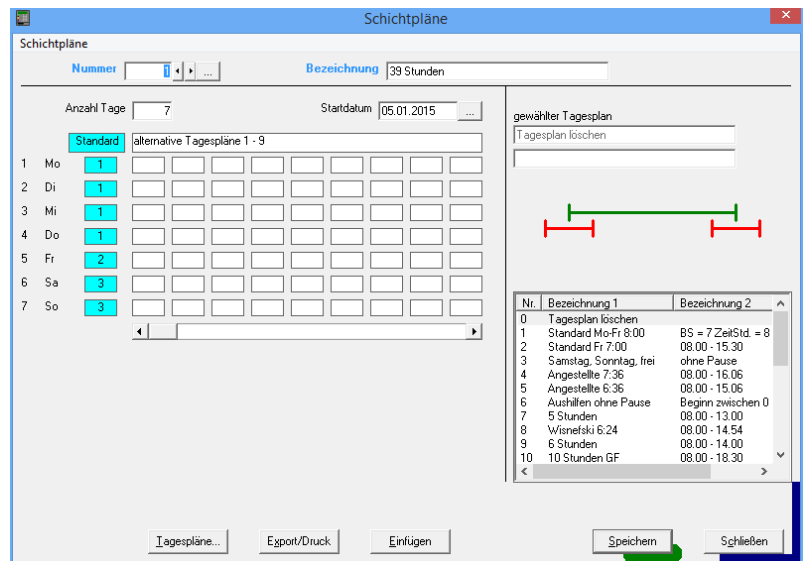 Schichtpläne
Schichtpläne
Nummer 1 ... Bezeichnung 39 Stunden
Anzahl Tage 7 Startdatum 05.01.2015 ...
Standard alternative Tagespläne 1 - 9
1 Mo 1
2 Di 1
3 Mi 1
4 Do 1
5 Fr 2
6 Sa 3
7 So 3
gewählter Tagesplan
Tagesplan löschen
Nr. Bezeichnung 1 Bezeichnung 2
0 Tagesplan löschen
1 Standard Mo-Fr 8:00 BS = 7 ZeitStd. = 8
2 Standard Fr 7:00 08.00 - 15.30
3 Samstag, Sonntag, frei ohne Pause
4 Angestellte 7:36 08.00 - 16.06
5 Angestellte 6:36 08.00 - 15.06
6 Aushilfen ohne Pause Beginn zwischen 0
7 5 Stunden 08.00 - 13.00
8 Wisnefski 6:24 08.00 - 14.54
9 6 Stunden 08.00 - 14.00
10 10 Stunden GF 08.00 - 18.30
Tagespläne... Export/Druck Einfügen Speichern Schließen